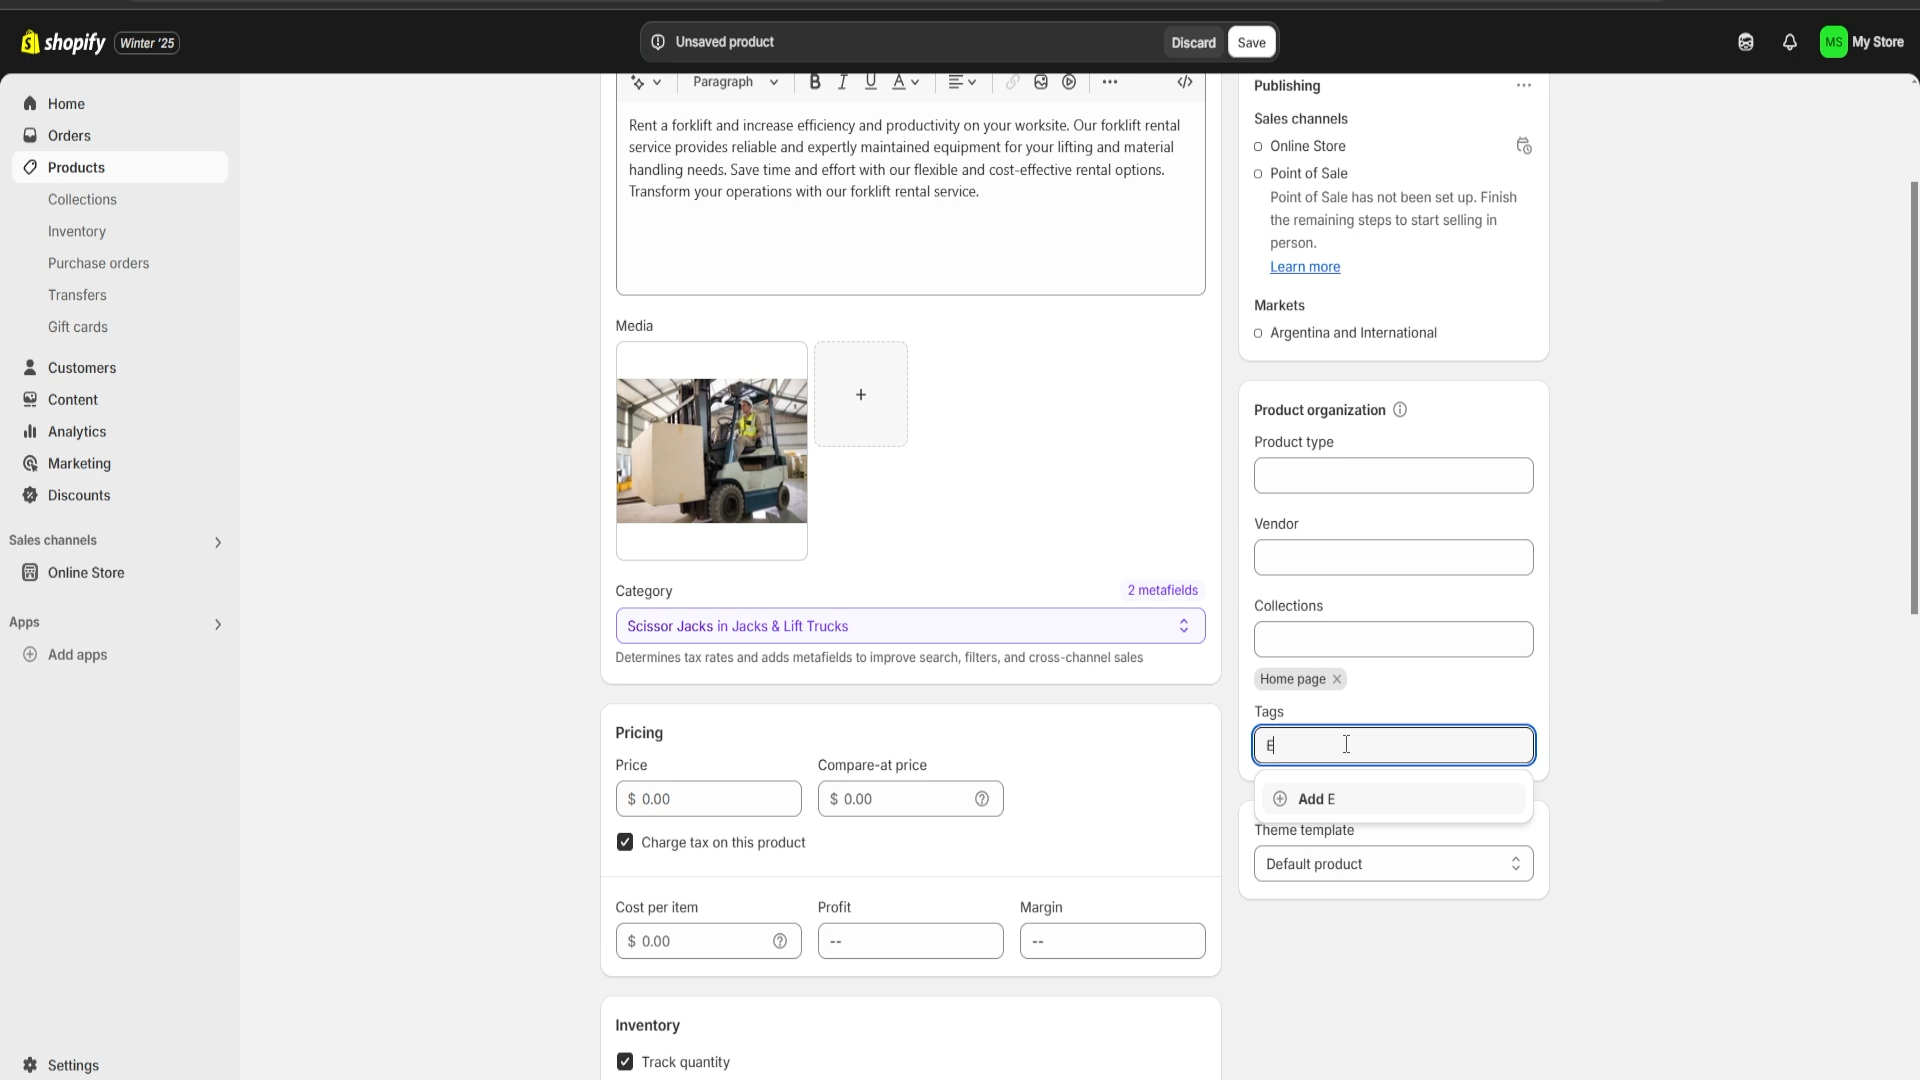 shopify
Winter '25
Unsaved product
Discard
Save
MS
My Store
Home
Orders
Products
Collections
Inventory
Purchase orders
Transfers
Gift cards
Customers
Content
Analytics
Marketing
Discounts
Sales channels
Online Store
Apps
Add apps
Settings
Paragraph
B I U A
Rent a forklift and increase efficiency and productivity on your worksite. Our forklift rental
service provides reliable and expertly maintained equipment for your lifting and material
handling needs. Save time and effort with our flexible and cost-effective rental options.
Transform your operations with our forklift rental service.
Media
Category
2 metafields
Scissor Jacks in Jacks & Lift Trucks
Determines tax rates and adds metafields to improve search, filters, and cross-channel sales
Pricing
Price
Compare-at price
$ 0.00
$ 0.00
Charge tax on this product
Cost per item
Profit
Margin
$ 0.00
--
--
Inventory
Track quantity
Publishing
Sales channels
Online Store
Point of Sale
Point of Sale has not been set up. Finish
the remaining steps to start selling in
person.
Learn more
Markets
Argentina and International
Product organization
Product type
Vendor
Collections
Home page
Tags
E
Add E
Theme template
Default product